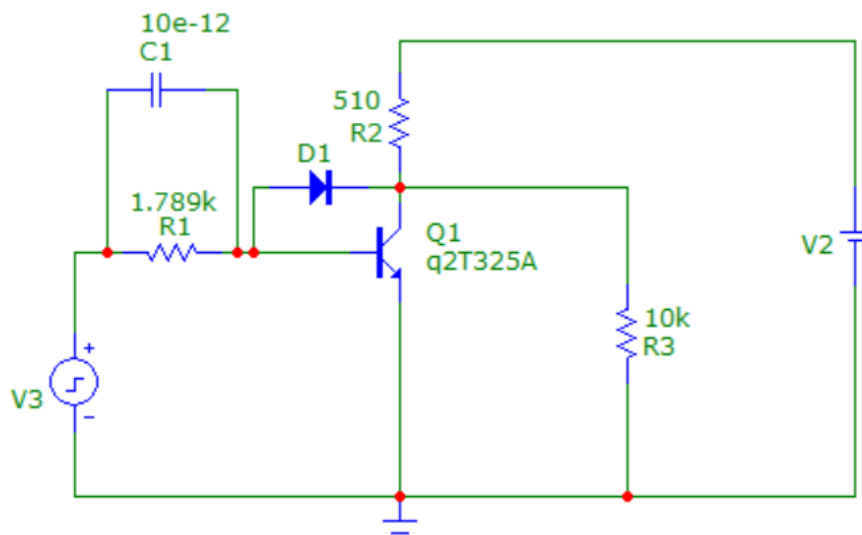 10e-12
C1
510
R2
D1
1.789k
R1
Q1
q2T325A
V2
10k
R3
V3
+
−